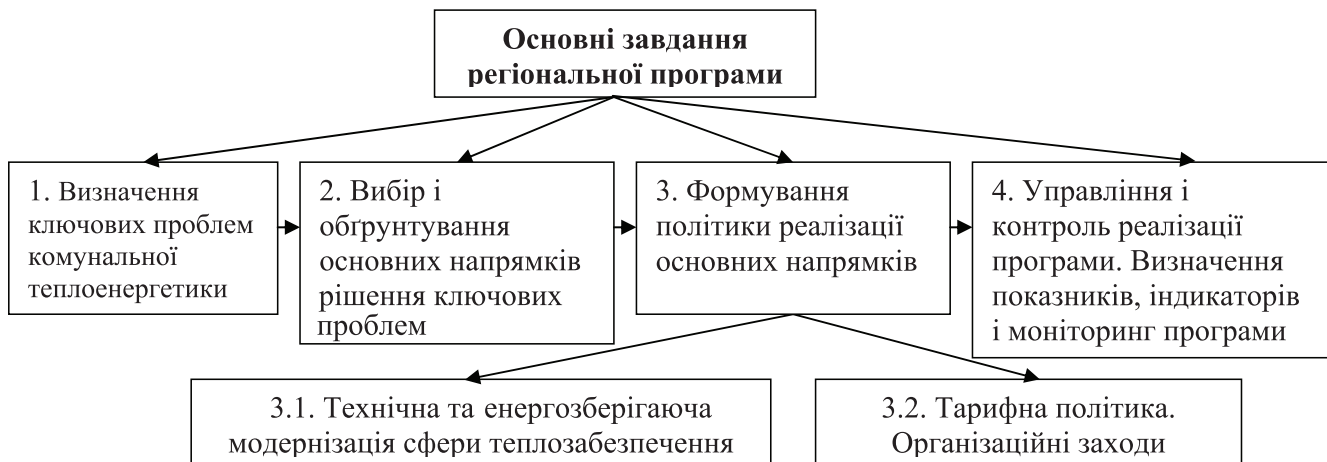 Основні завдання
регіональної програми
1. Визначення
ключових проблем
комунальної
теплоенергетики
2. Вибір і
обґрунтування
основних напрямків
рішення ключових
проблем
3. Формування
політики реалізації
основних напрямків
4. Управління і
контроль реалізації
програми. Визначення
показників, індикаторів
і моніторинг програми
3.1. Технічна та енергозберігаюча
модернізація сфери теплозабезпечення
3.2. Тарифна політика.
Організаційні заходи